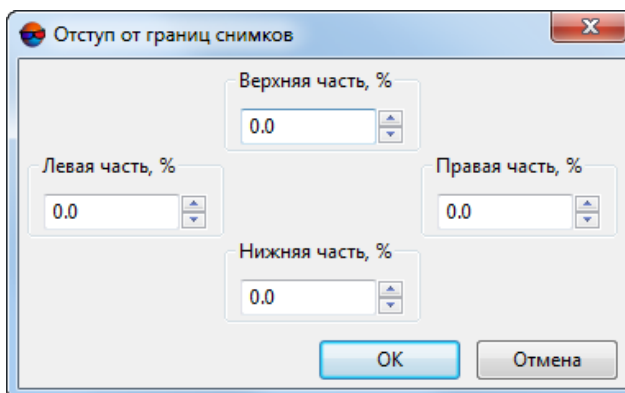 Отступ от границ снимков
Верхняя часть, %
0.0
Левая часть, %
0.0
Правая часть, %
0.0
Нижняя часть, %
0.0
OK
Отмена